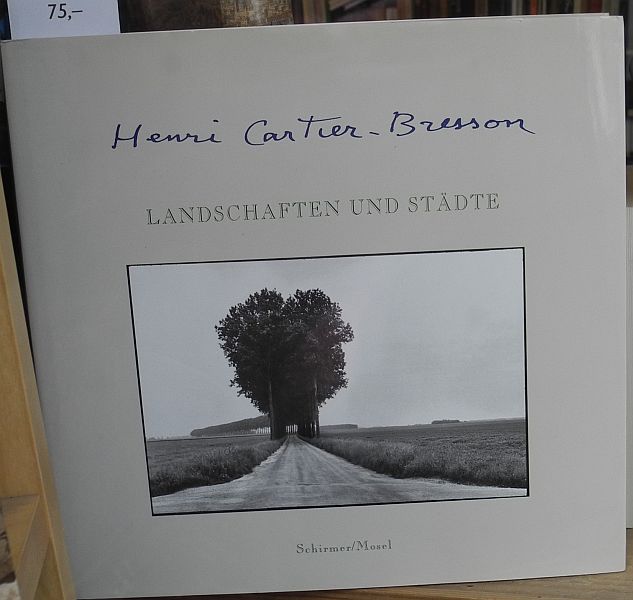 75,–
Henri Cartier-Bresson
LANDSCHAFTEN UND STÄDTE
Schirmer/Mosel